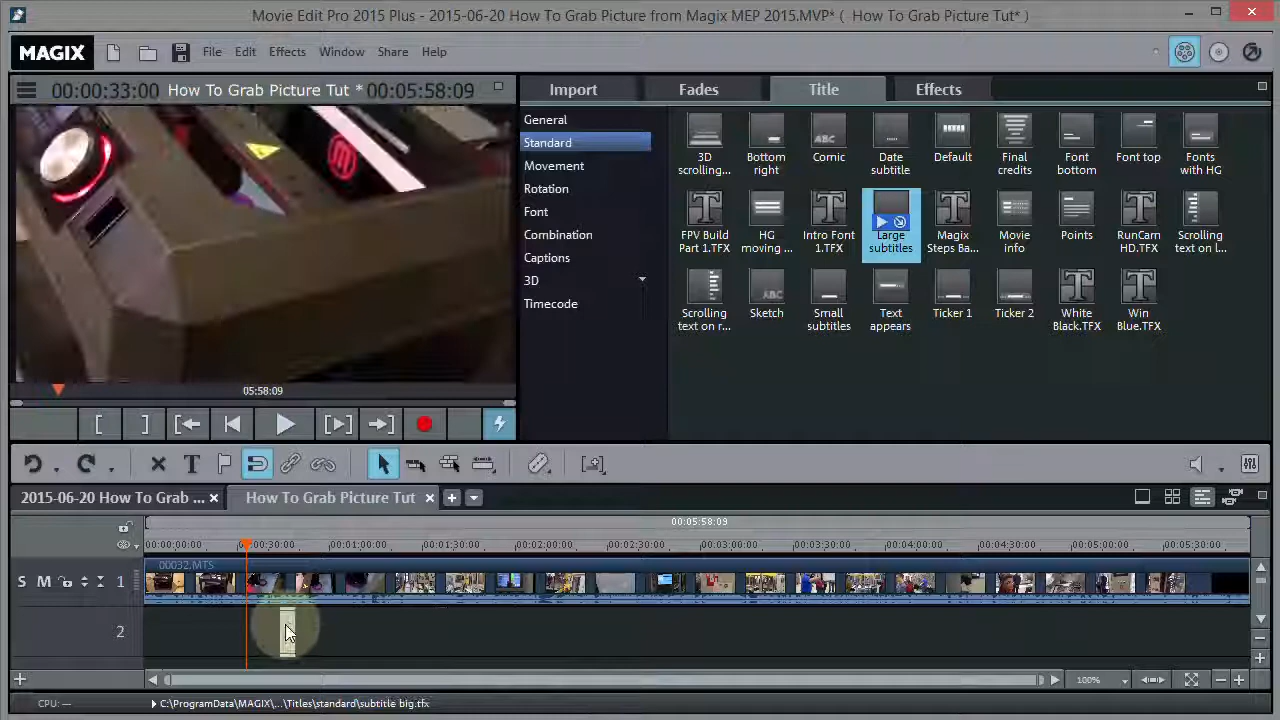 Movie Edit Pro 2015 Plus - 2015-06-20 How To Grab Picture from Magix MEP 2015.MVP* ( How To Grab Picture Tut* )
MAGIX File Edit Effects Window Share Help
00:00:33:00 How To Grab Picture Tut * 00:05:58:09
Import Fades Title Effects
General
Standard
Movement
Rotation
Font
Combination
Captions
3D
Timecode
3D scrolling... Bottom right Comic Date subtitle Default Final credits Font bottom Font top Fonts with HG
FPV Build Part 1.TFX HG moving ... Intro Font 1.TFX Large subtitles Magix Steps Ba... Movie info Points RunCam HD.TFX Scrolling text on l...
Scrolling text on r... Sketch Small subtitles Text appears Ticker 1 Ticker 2 White Black.TFX Win Blue.TFX
ABC
ABC
05:58:09
2015-06-20 How To Grab ... How To Grab Picture Tut
00:05:58:09
00:00:00:00 00:00:30:00 00:01:00:00 00:01:30:00 00:02:00:00 00:02:30:00 00:03:00:00 00:03:30:00 00:04:00:00 00:04:30:00 00:05:00:00 00:05:30:00
00032.MTS
S M 1
2
100%
CPU: — C:\ProgramData\MAGIX\...\Titles\standard\subtitle big.tfx